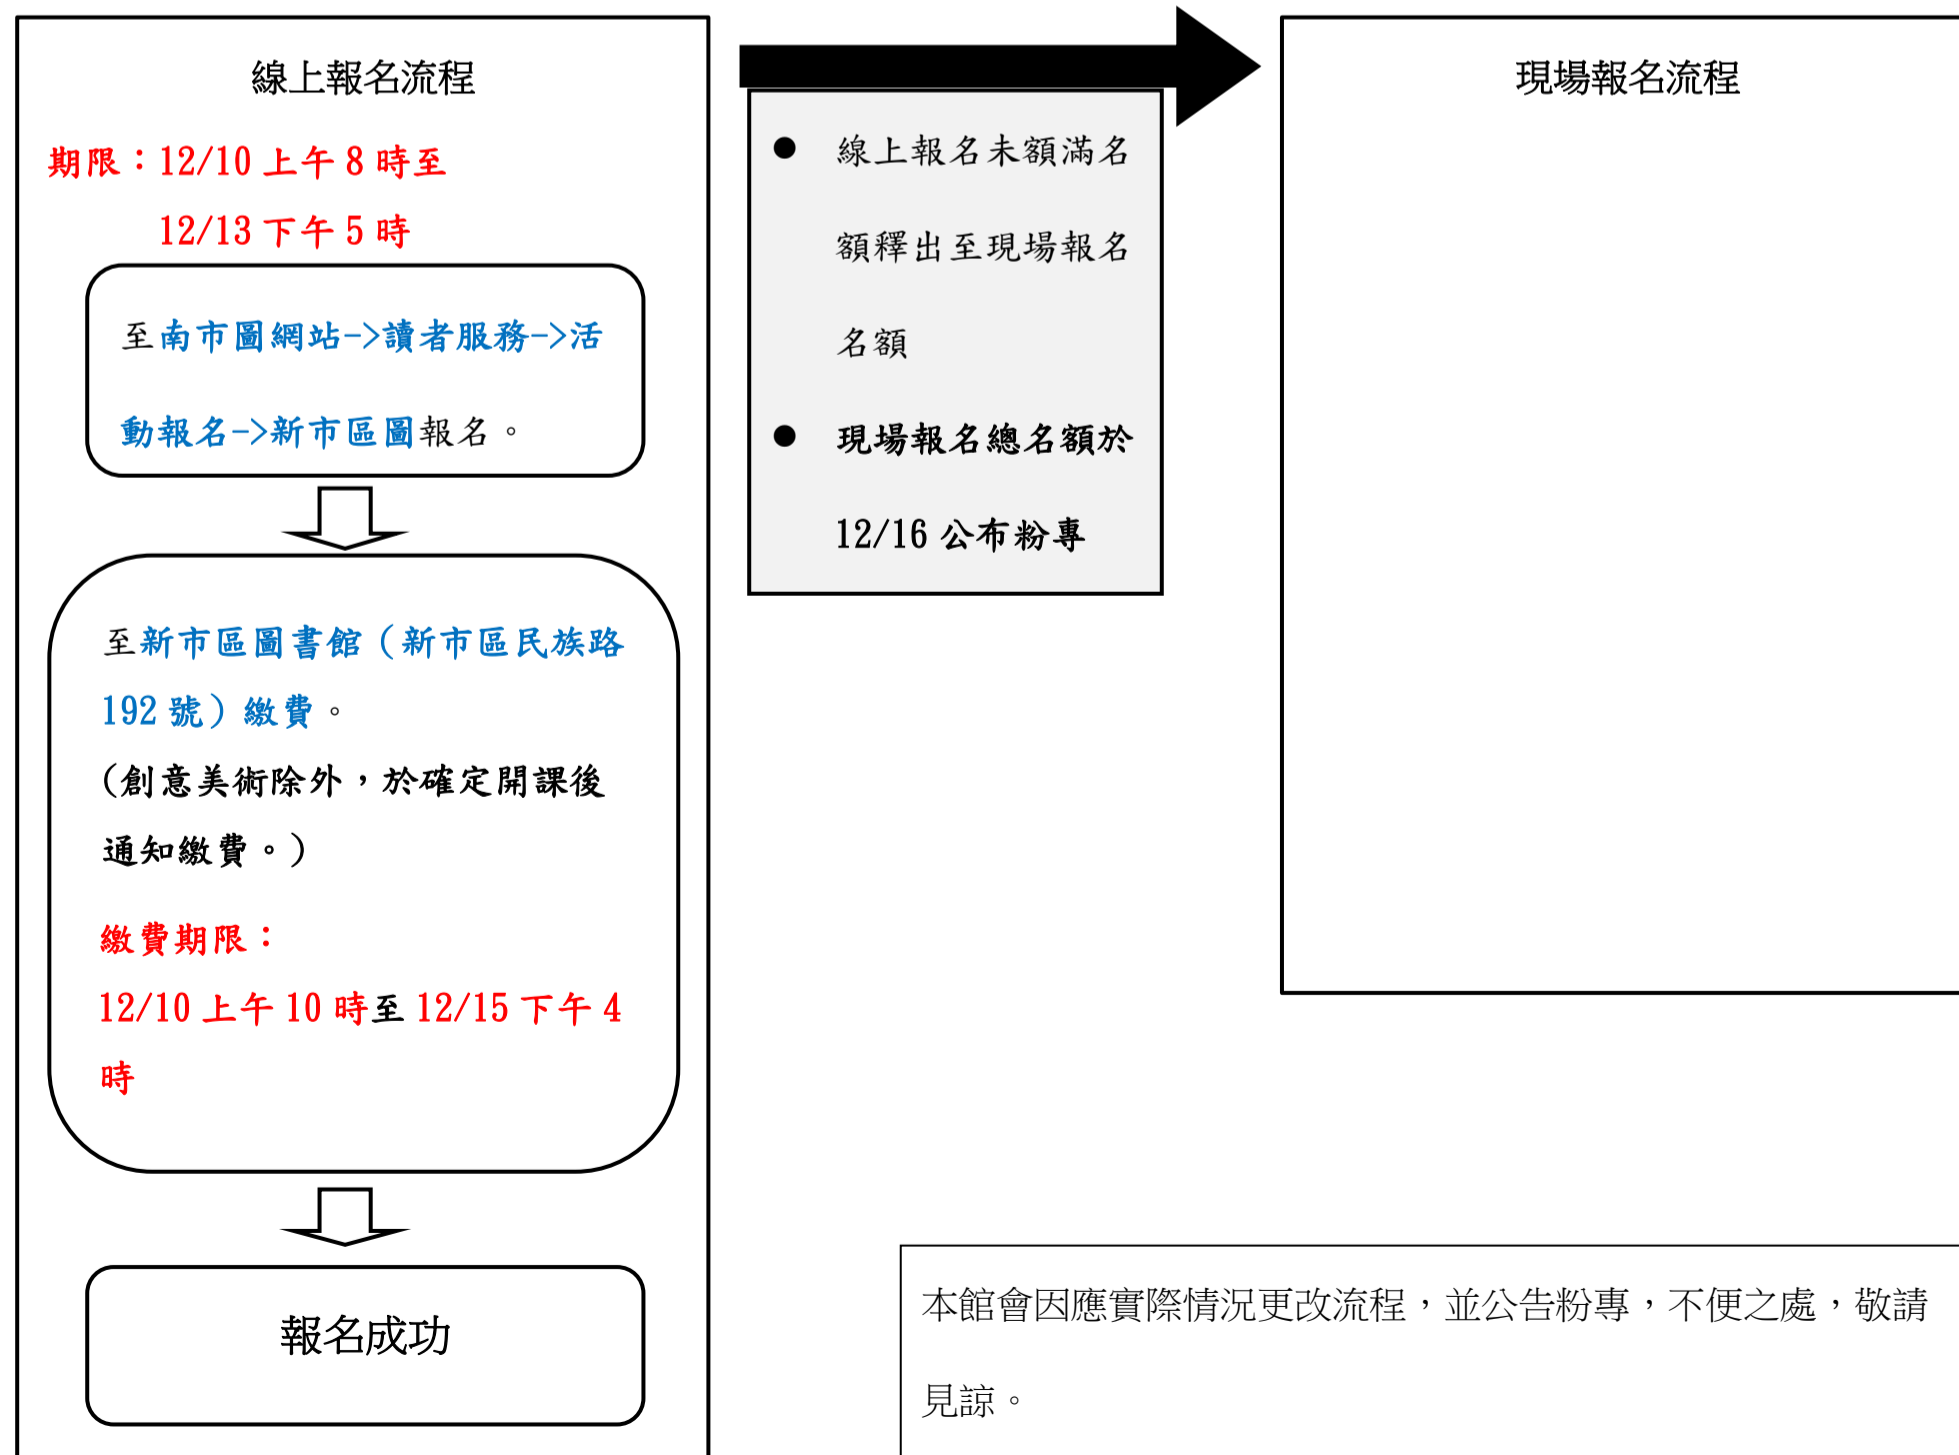 線上報名流程
期限：12/10 上午 8 時至
12/13 下午 5 時
至南市圖網站->讀者服務->活
動報名->新市區圖報名。
至新市區圖書館（新市區民族路
192 號）繳費。
(創意美術除外，於確定開課後
通知繳費。)
繳費期限：
12/10 上午 10 時至 12/15 下午 4
時
報名成功
● 線上報名未額滿名
額釋出至現場報名
名額
● 現場報名總名額於
12/16 公布粉專
現場報名流程
本館會因應實際情況更改流程，並公告粉專，不便之處，敬請
見諒。